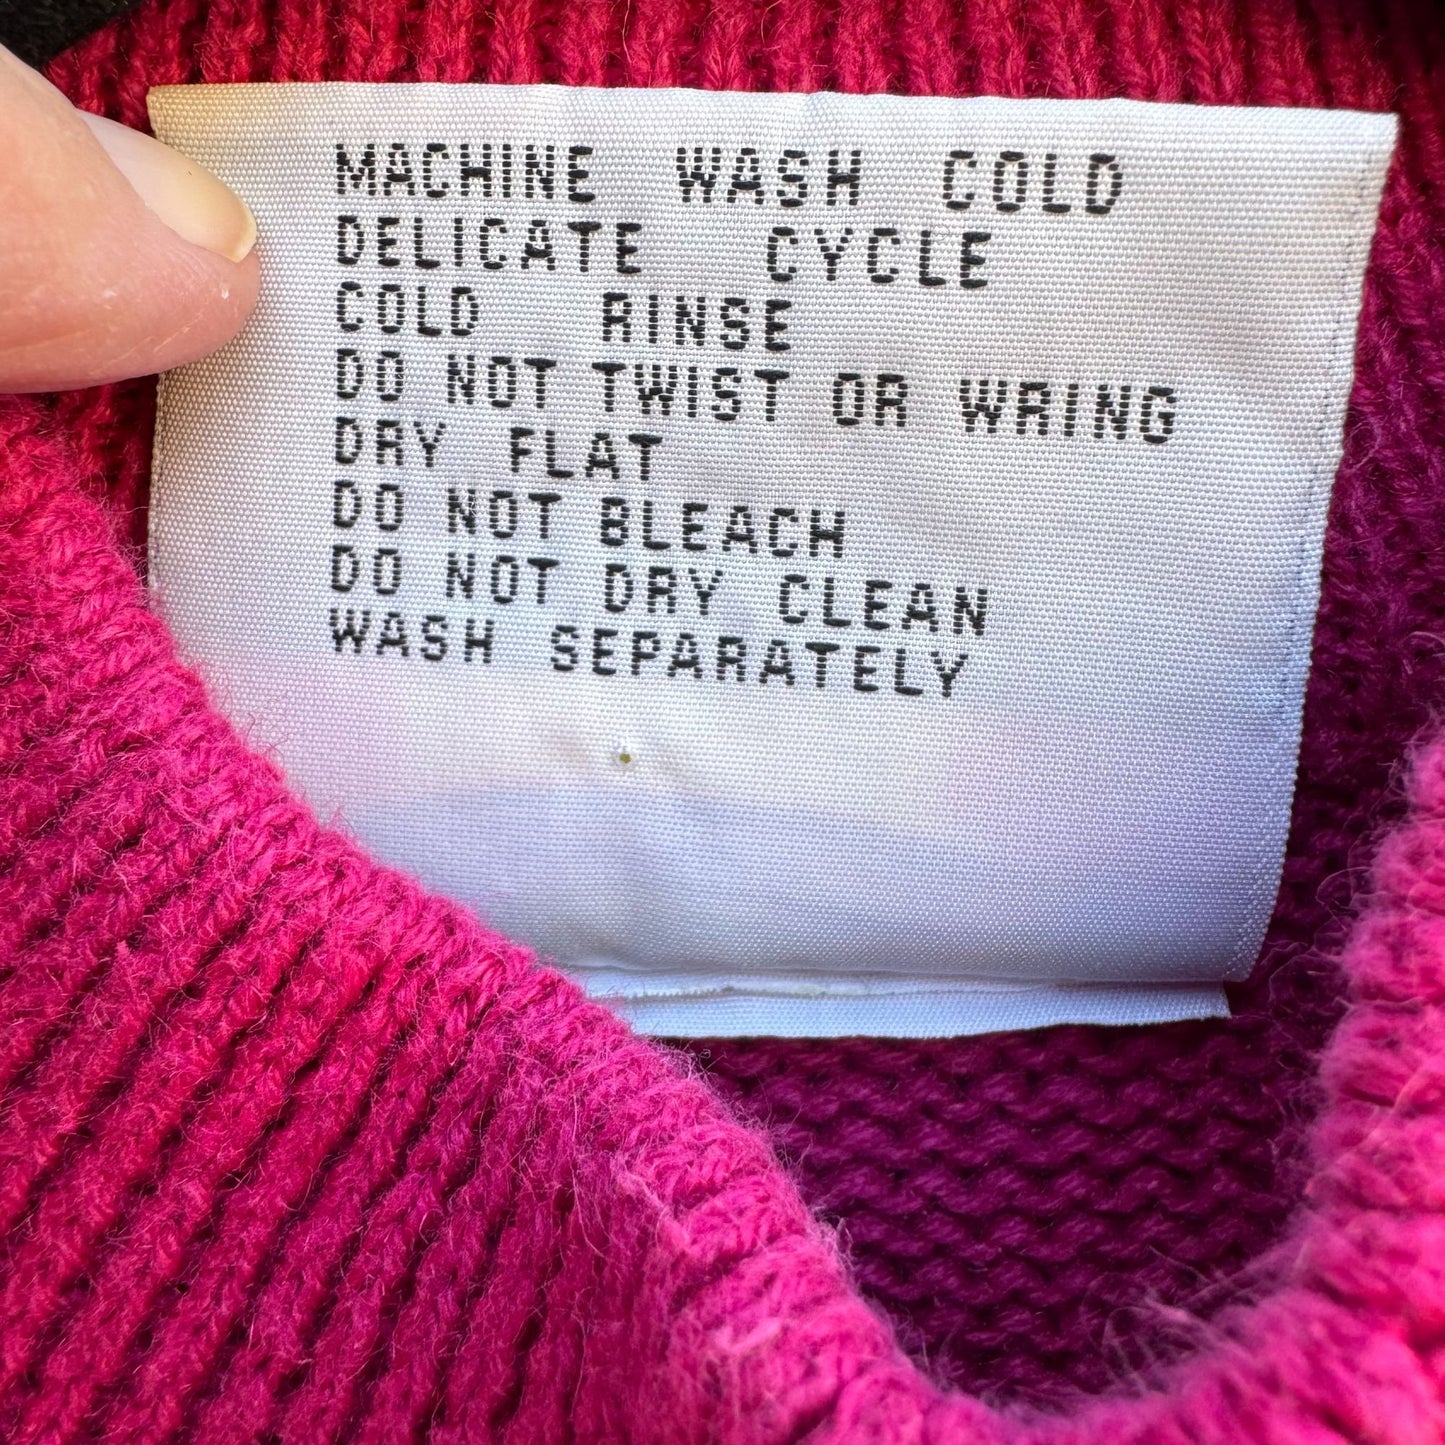 MACHINE WASH COLD
DELICATE CYCLE
COLD RINSE
DO NOT TWIST OR WRING
DRY FLAT
DO NOT BLEACH
DO NOT DRY CLEAN
WASH SEPARATELY